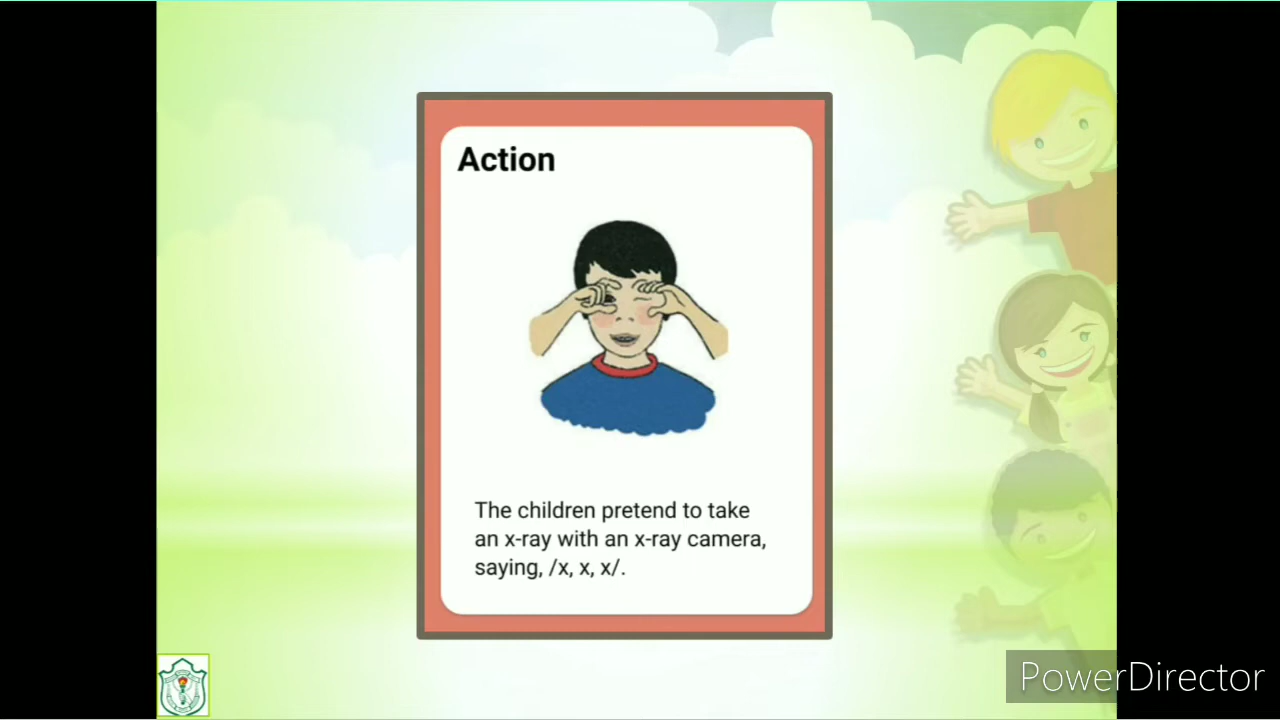 Action
The children pretend to take
an x-ray with an x-ray camera,
saying, /x, x, x/.
PowerDirector